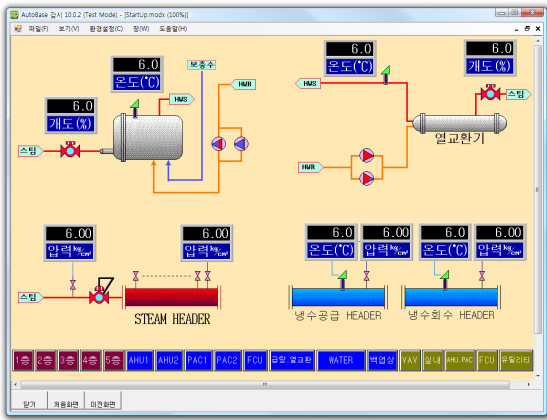 AutoBase 감시 10.0.2 (Test Mode) - [StartUp.modx (100%)]
파일(F) 보기(V) 환경설정(C) 창(W) 도움말(H)
6.0
온도(℃)
보충수
6.0
개도(%)
HWS
HWR
스팀
6.0
온도(℃)
6.0
개도(%)
HWS
스팀
열교환기
HWR
6.00
압력㎏/㎠
6.00
압력㎏/㎠
스팀
STEAM HEADER
6.0
온도(℃)
6.00
압력㎏/㎠
6.0
온도(℃)
6.00
압력㎏/㎠
냉수공급 HEADER
냉수회수 HEADER
1층 2층 3층 4층 5층 AHU1 AHU2 PAC1 PAC2 FCU 급탕.열교환 WATER 백업상 VAV 실내 AHU.PAC FCU 유틸리티
닫기 처음화면 이전화면